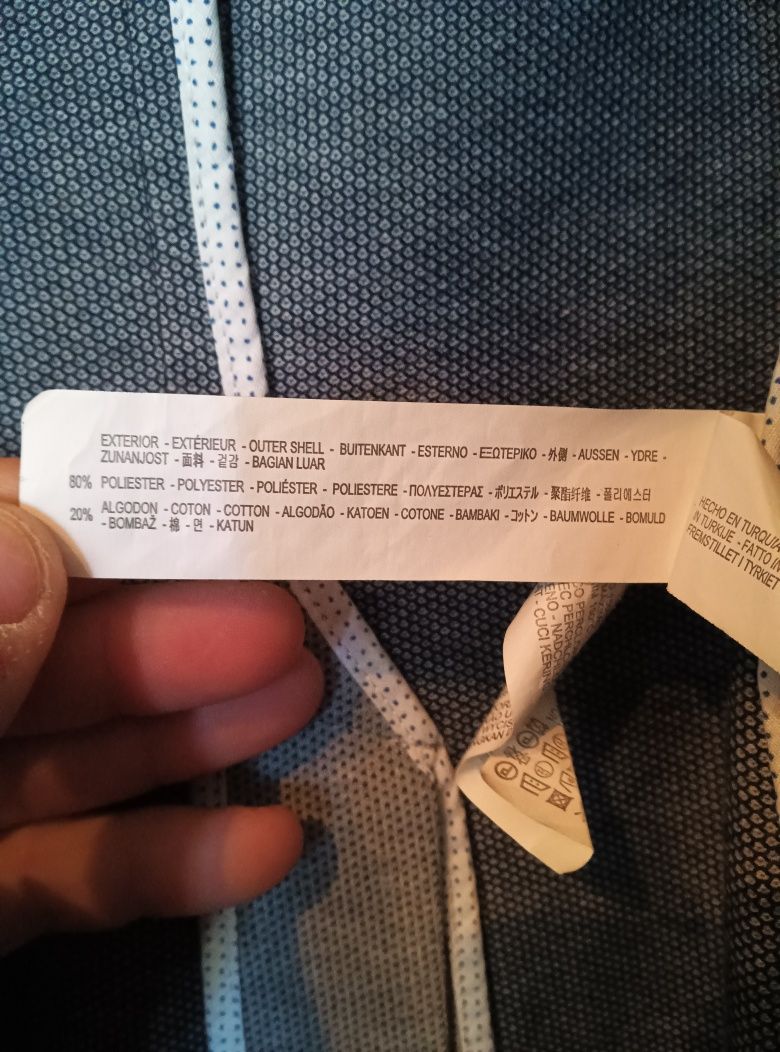 EXTERIOR - EXTÉRIEUR - OUTER SHELL - BUITENKANT - ESTERNO - ΕΞΩΤΕΡΙΚΟ - 外側 - AUSSEN - YDRE -
ZUNANJOST - 面料 - 겉감 - BAGIAN LUAR
80% POLIESTER - POLYESTER - POLIÉSTER - POLIESTERE - ΠΟΛΥΕΣΤΕΡΑΣ - ポリエステル - 聚酯纤维 - 폴리에스터
20% ALGODON - COTON - COTTON - ALGODÃO - KATOEN - COTONE - BAMBAKI - コットン - BAUMWOLLE - BOMULD
- BOMBAŽ - 棉 - 면 - KATUN
HECHO EN TURQUIA
IN TURKIJE - FATTO IN
FREMSTILLET I TYRKIE